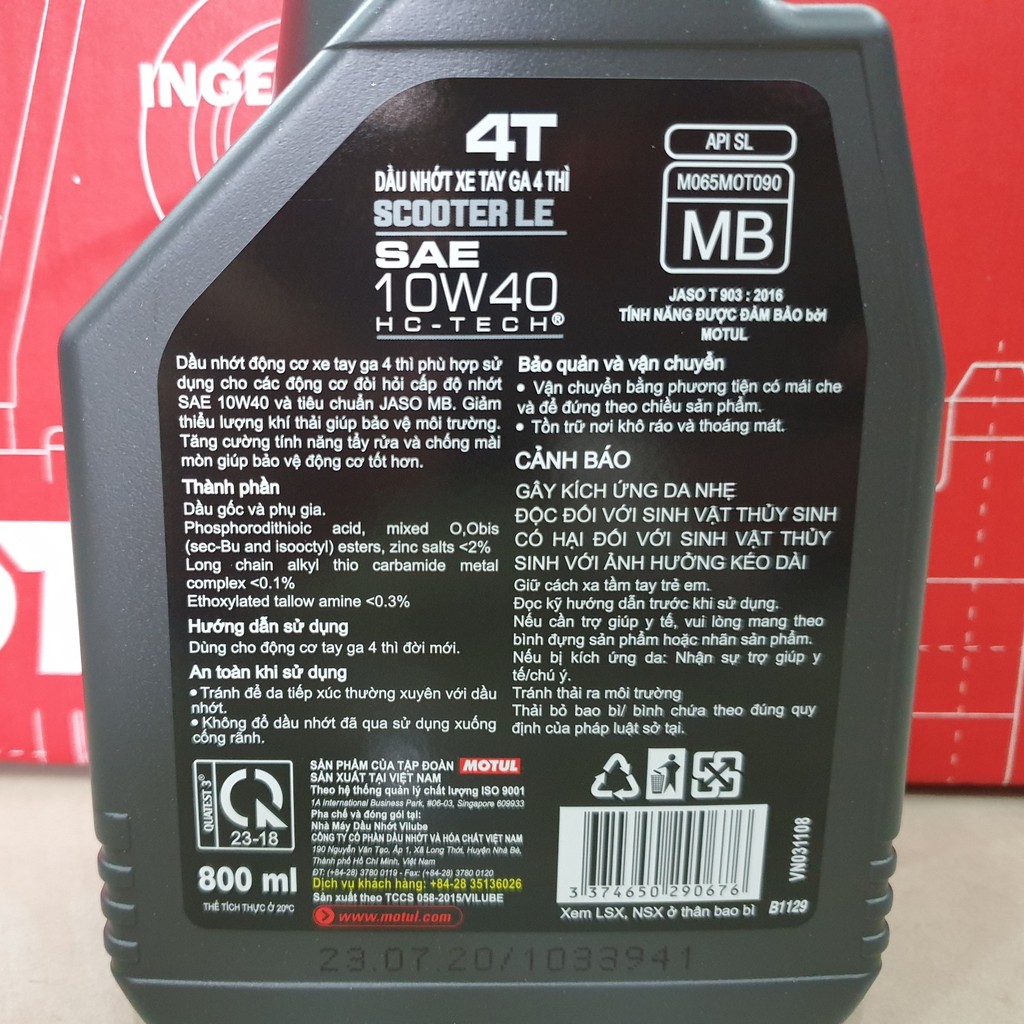 INGE
4T
DẦU NHỚT XE TAY GA 4 THÌ
SCOOTER LE
SAE
10W40
HC-TECH®
API SL
M065MOT090
MB
JASO T 903 : 2016
TÍNH NĂNG ĐƯỢC ĐẢM BẢO bởi
MOTUL
Dầu nhớt động cơ xe tay ga 4 thì phù hợp sử
dụng cho các động cơ đòi hỏi cấp độ nhớt
SAE 10W40 và tiêu chuẩn JASO MB. Giảm
thiểu lượng khí thải giúp bảo vệ môi trường.
Tăng cường tính năng tẩy rửa và chống mài
mòn giúp bảo vệ động cơ tốt hơn.
Thành phần
Dầu gốc và phụ gia.
Phosphorodithioic acid, mixed O,Obis
(sec-Bu and isooctyl) esters, zinc salts <2%
Long chain alkyl thio carbamide metal
complex <0.1%
Ethoxylated tallow amine <0.3%
Hướng dẫn sử dụng
Dùng cho động cơ tay ga 4 thì đời mới.
An toàn khi sử dụng
• Tránh để da tiếp xúc thường xuyên với dầu
nhớt.
• Không đổ dầu nhớt đã qua sử dụng xuống
cống rãnh.
Bảo quản và vận chuyển
• Vận chuyển bằng phương tiện có mái che
và để đứng theo chiều sản phẩm.
• Tồn trữ nơi khô ráo và thoáng mát.
CẢNH BÁO
GÂY KÍCH ỨNG DA NHẸ
ĐỘC ĐỐI VỚI SINH VẬT THỦY SINH
CÓ HẠI ĐỐI VỚI SINH VẬT THỦY
SINH VỚI ẢNH HƯỞNG KÉO DÀI
Giữ cách xa tầm tay trẻ em.
Đọc kỹ hướng dẫn trước khi sử dụng.
Nếu cần trợ giúp y tế, vui lòng mang theo
bình đựng sản phẩm hoặc nhãn sản phẩm.
Nếu bị kích ứng da: Nhận sự trợ giúp y
tế/chú ý.
Tránh thải ra môi trường
Thải bỏ bao bì/ bình chứa theo đúng quy
định của pháp luật sở tại.
QUATEST 3®
23-18
800 ml
THỂ TÍCH THỰC Ở 20ºC
SẢN PHẨM CỦA TẬP ĐOÀN MOTUL
SẢN XUẤT TẠI VIỆT NAM
Theo hệ thống quản lý chất lượng ISO 9001
1A International Business Park, #06-03, Singapore 609933
Pha chế và đóng gói tại:
Nhà Máy Dầu Nhớt Vilube
CÔNG TY CỔ PHẦN DẦU NHỚT VÀ HÓA CHẤT VIỆT NAM
190 Nguyễn Văn Tạo, Ấp 1, Xã Long Thới, Huyện Nhà Bè,
Thành phố Hồ Chí Minh, Việt Nam
ĐT: (+84-28) 3780 0119 - Fax: (+84-28) 3780 0120
Dịch vụ khách hàng: +84-28 35136026
Sản xuất theo TCCS 058-2015/VILUBE
www.motul.com
3 374650 290676
Xem LSX, NSX ở thân bao bì
B1129
VN031108
23.07.20/1033941